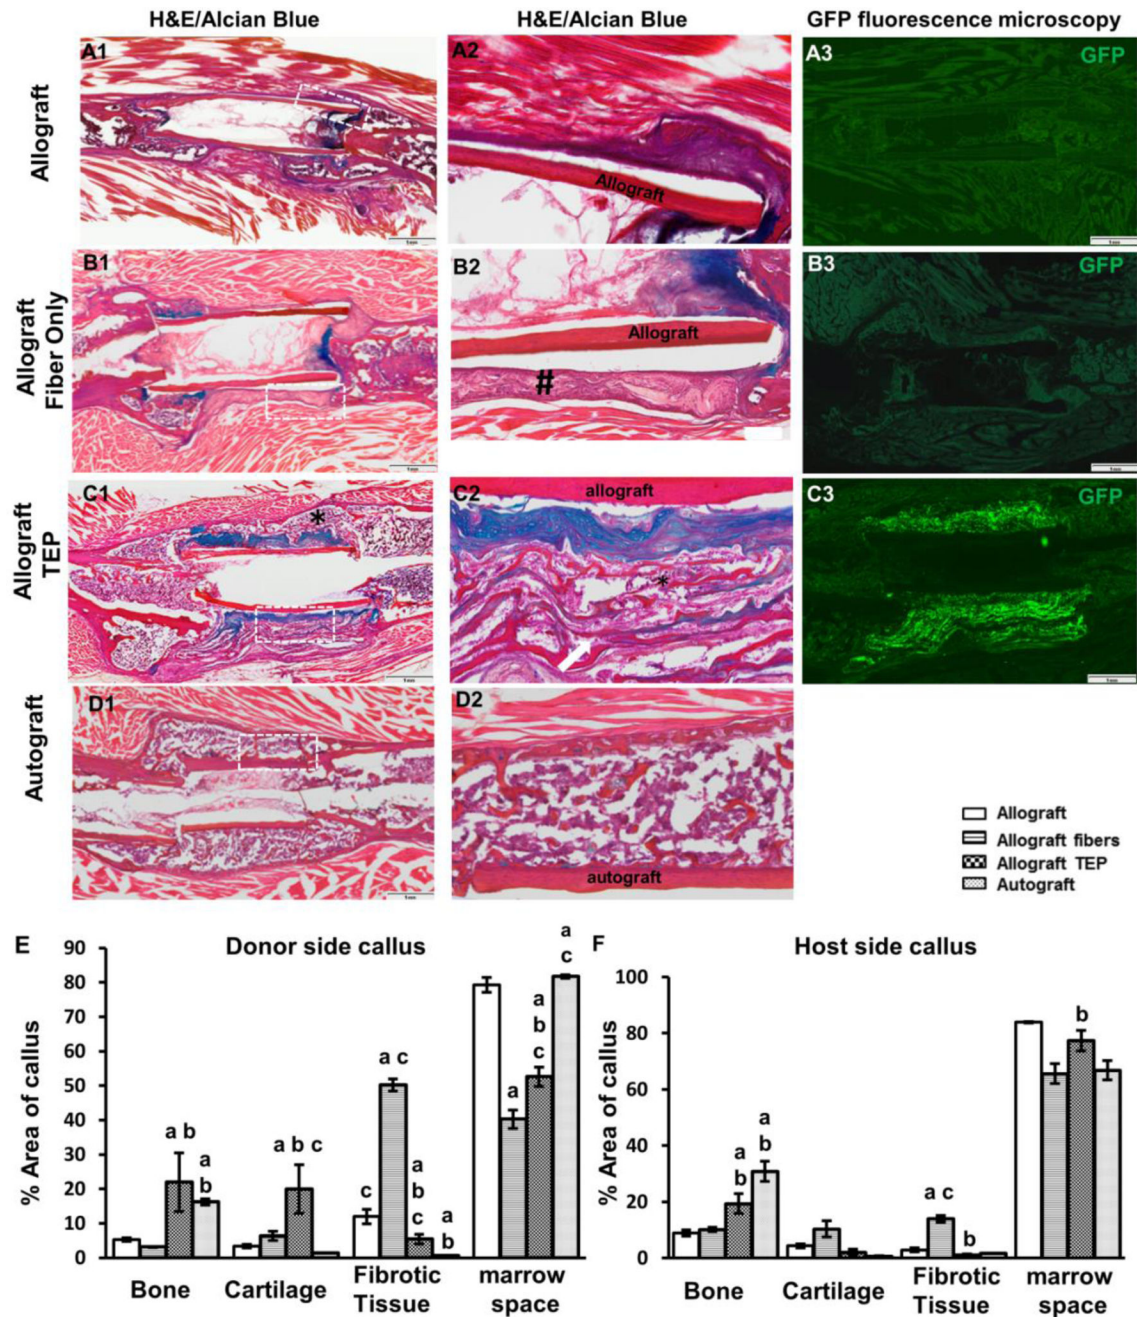 H&E/Alcian Blue
H&E/Alcian Blue
GFP fluorescence microscopy
Allograft
A1
A2
Allograft
A3
GFP
Allograft
Fiber Only
B1
B2
Allograft
#
B3
GFP
Allograft
TEP
C1
*
C2
allograft
*
C3
GFP
Autograft
D1
D2
autograft
Allograft
Allograft fibers
Allograft TEP
Autograft
E
Donor side callus
% Area of callus
90
80
70
60
50
40
30
20
10
0
a b
a
b
a b c
c
a c
a
b
c
a
b
a
a
b
c
a
c
Bone
Cartilage
Fibrotic
Tissue
marrow
space
F
Host side callus
% Area of callus
100
80
60
40
20
0
a
b
a
b
a c
b
b
Bone
Cartilage
Fibrotic
Tissue
marrow
space